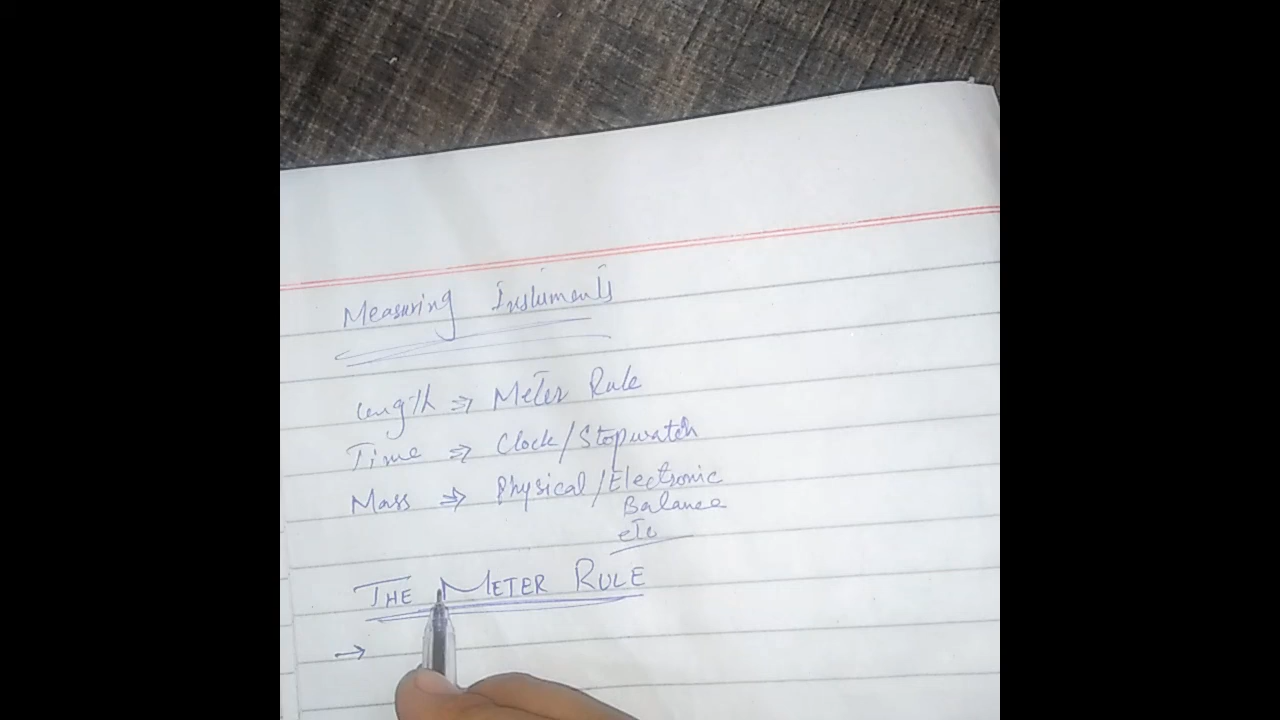 Measuring Instruments
Length ⇒ Meter Rule
Time ⇒ Clock/Stopwatch
Mass ⇒ Physical/Electronic
Balance
etc
THE METER RULE
→